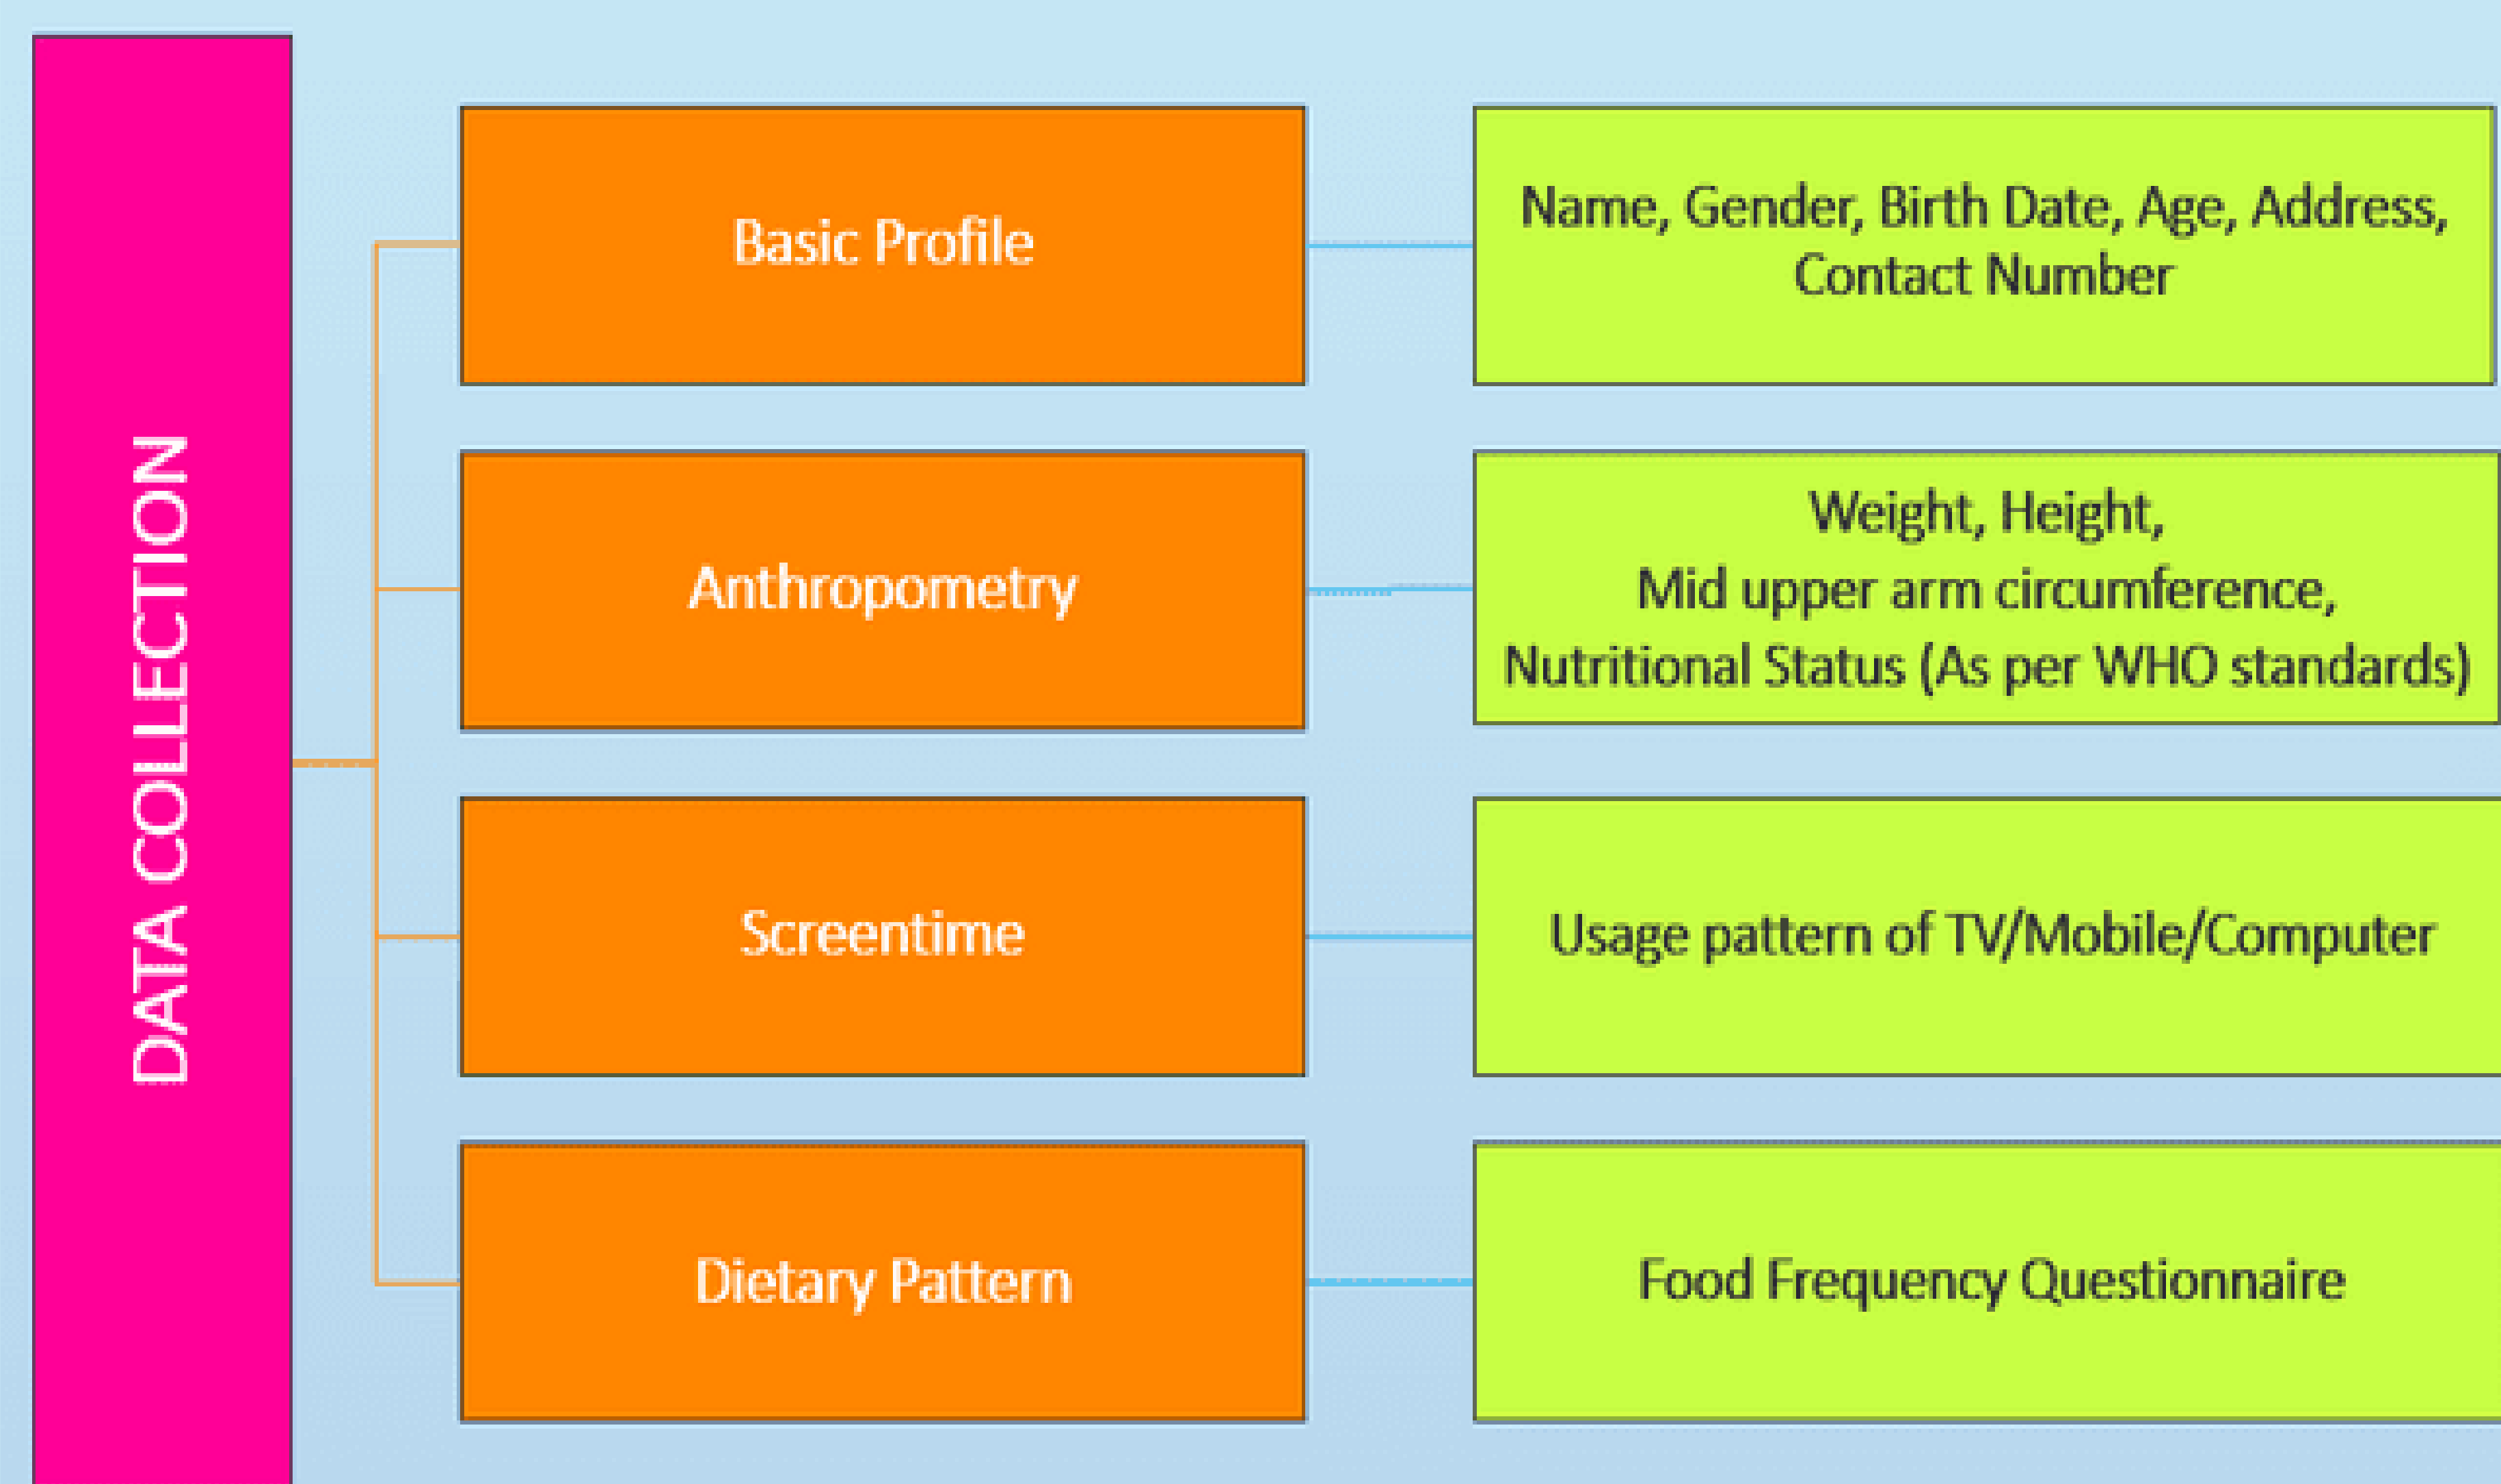 DATA COLLECTION
Basic Profile
Name, Gender, Birth Date, Age, Address,
Contact Number
Anthropometry
Weight, Height,
Mid upper arm circumference,
Nutritional Status (As per WHO standards)
Screentime
Usage pattern of TV/Mobile/Computer
Dietary Pattern
Food Frequency Questionnaire